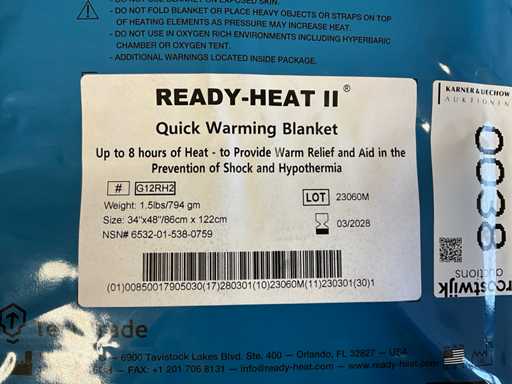 - DO NOT FOLD BLANKET OR PLACE HEAVY OBJECTS OR STRAPS ON TOP
OF HEATING ELEMENTS AS PRESSURE MAY INCREASE HEAT.
- DO NOT USE IN OXYGEN RICH ENVIRONMENTS INCLUDING HYPERBARIC
CHAMBER OR OXYGEN TENT.
- ADDITIONAL WARNINGS LOCATED INSIDE PACKAGE.
READY-HEAT II®
Quick Warming Blanket
Up to 8 hours of Heat - to Provide Warm Relief and Aid in the
Prevention of Shock and Hypothermia
# G12RH2
Weight: 1.5lbs/794 gm
Size: 34"x48"/86cm x 122cm
NSN# 6532-01-538-0759
LOT 23060M
03/2028
(01)00850017905030(17)280301(10)23060M(11)230301(30)1
KARNER & DECHOW
AUKTIONEN
0038
roostwijk
auctions
6900 Tavistock Lakes Blvd. Ste. 400 — Orlando, FL 32827 — USA
FAX: +1 201 706 8131 — info@ready-heat.com — ready-heat.com